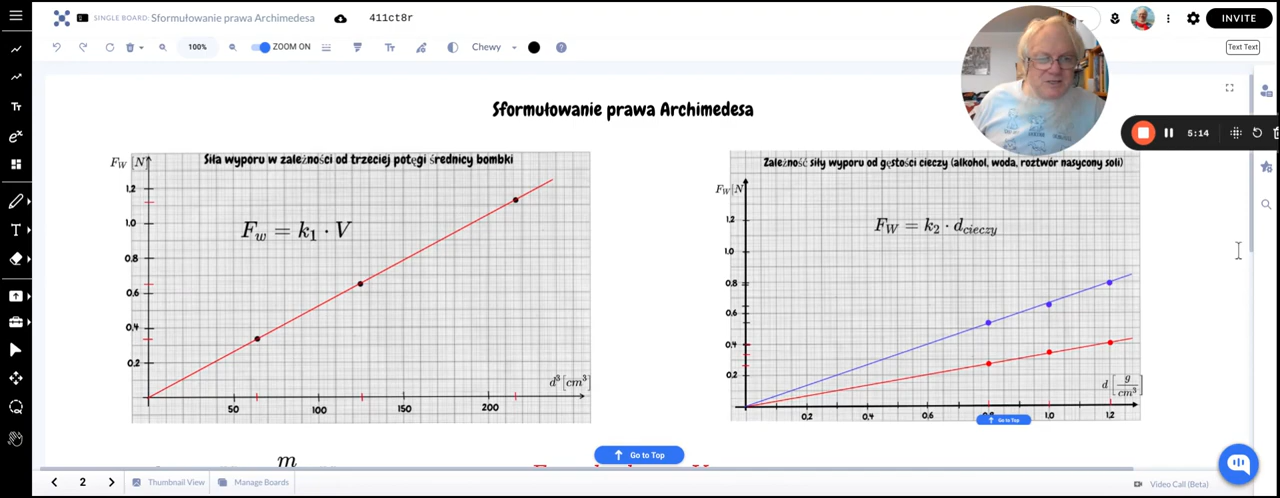 SINGLE BOARD: Sformułowanie prawa Archimedesa
411ct8r
INVITE
100%
ZOOM ON
Chewy
Text Text
5:14
Sformułowanie prawa Archimedesa
Siła wyporu w zależności od trzeciej potęgi średnicy bombki
F_W [N]
1,2
1,0
0,8
0,6
0,4
0,2
F_w = k_1 · V
d^3 [cm^3]
50
100
150
200
Zależność siły wyporu od gęstości cieczy (alkohol, woda, roztwór nasycony soli)
F_W [N
1,2
1,0
0,8
0,6
0,4
0,2
F_W = k_2 · d_cieczy
d [g/cm^3]
0,2
0,4
0,6
1,0
1,2
Go to Top
Go to Top
m
2
Thumbnail View
Manage Boards
Video Call (Beta)